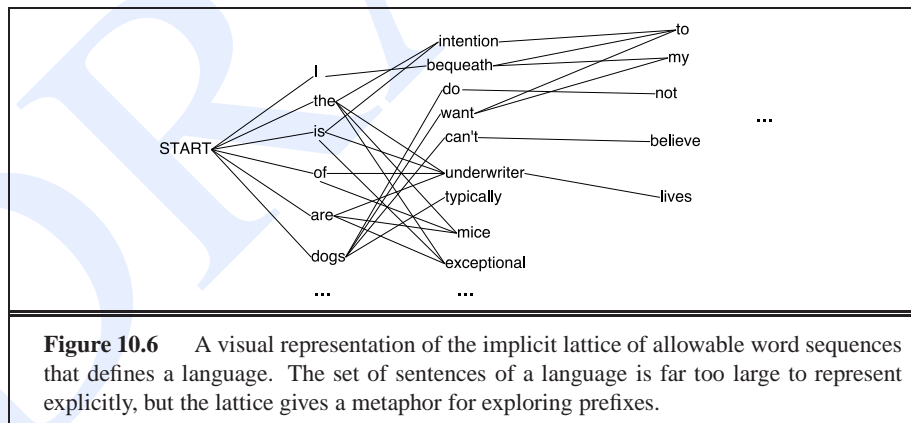 to
intention
my
I
bequeath
do
not
the
want
...
is
can't
believe
START
of
underwriter
typically
lives
are
mice
dogs
exceptional
...
...
Figure 10.6 A visual representation of the implicit lattice of allowable word sequences
that defines a language. The set of sentences of a language is far too large to represent
explicitly, but the lattice gives a metaphor for exploring prefixes.